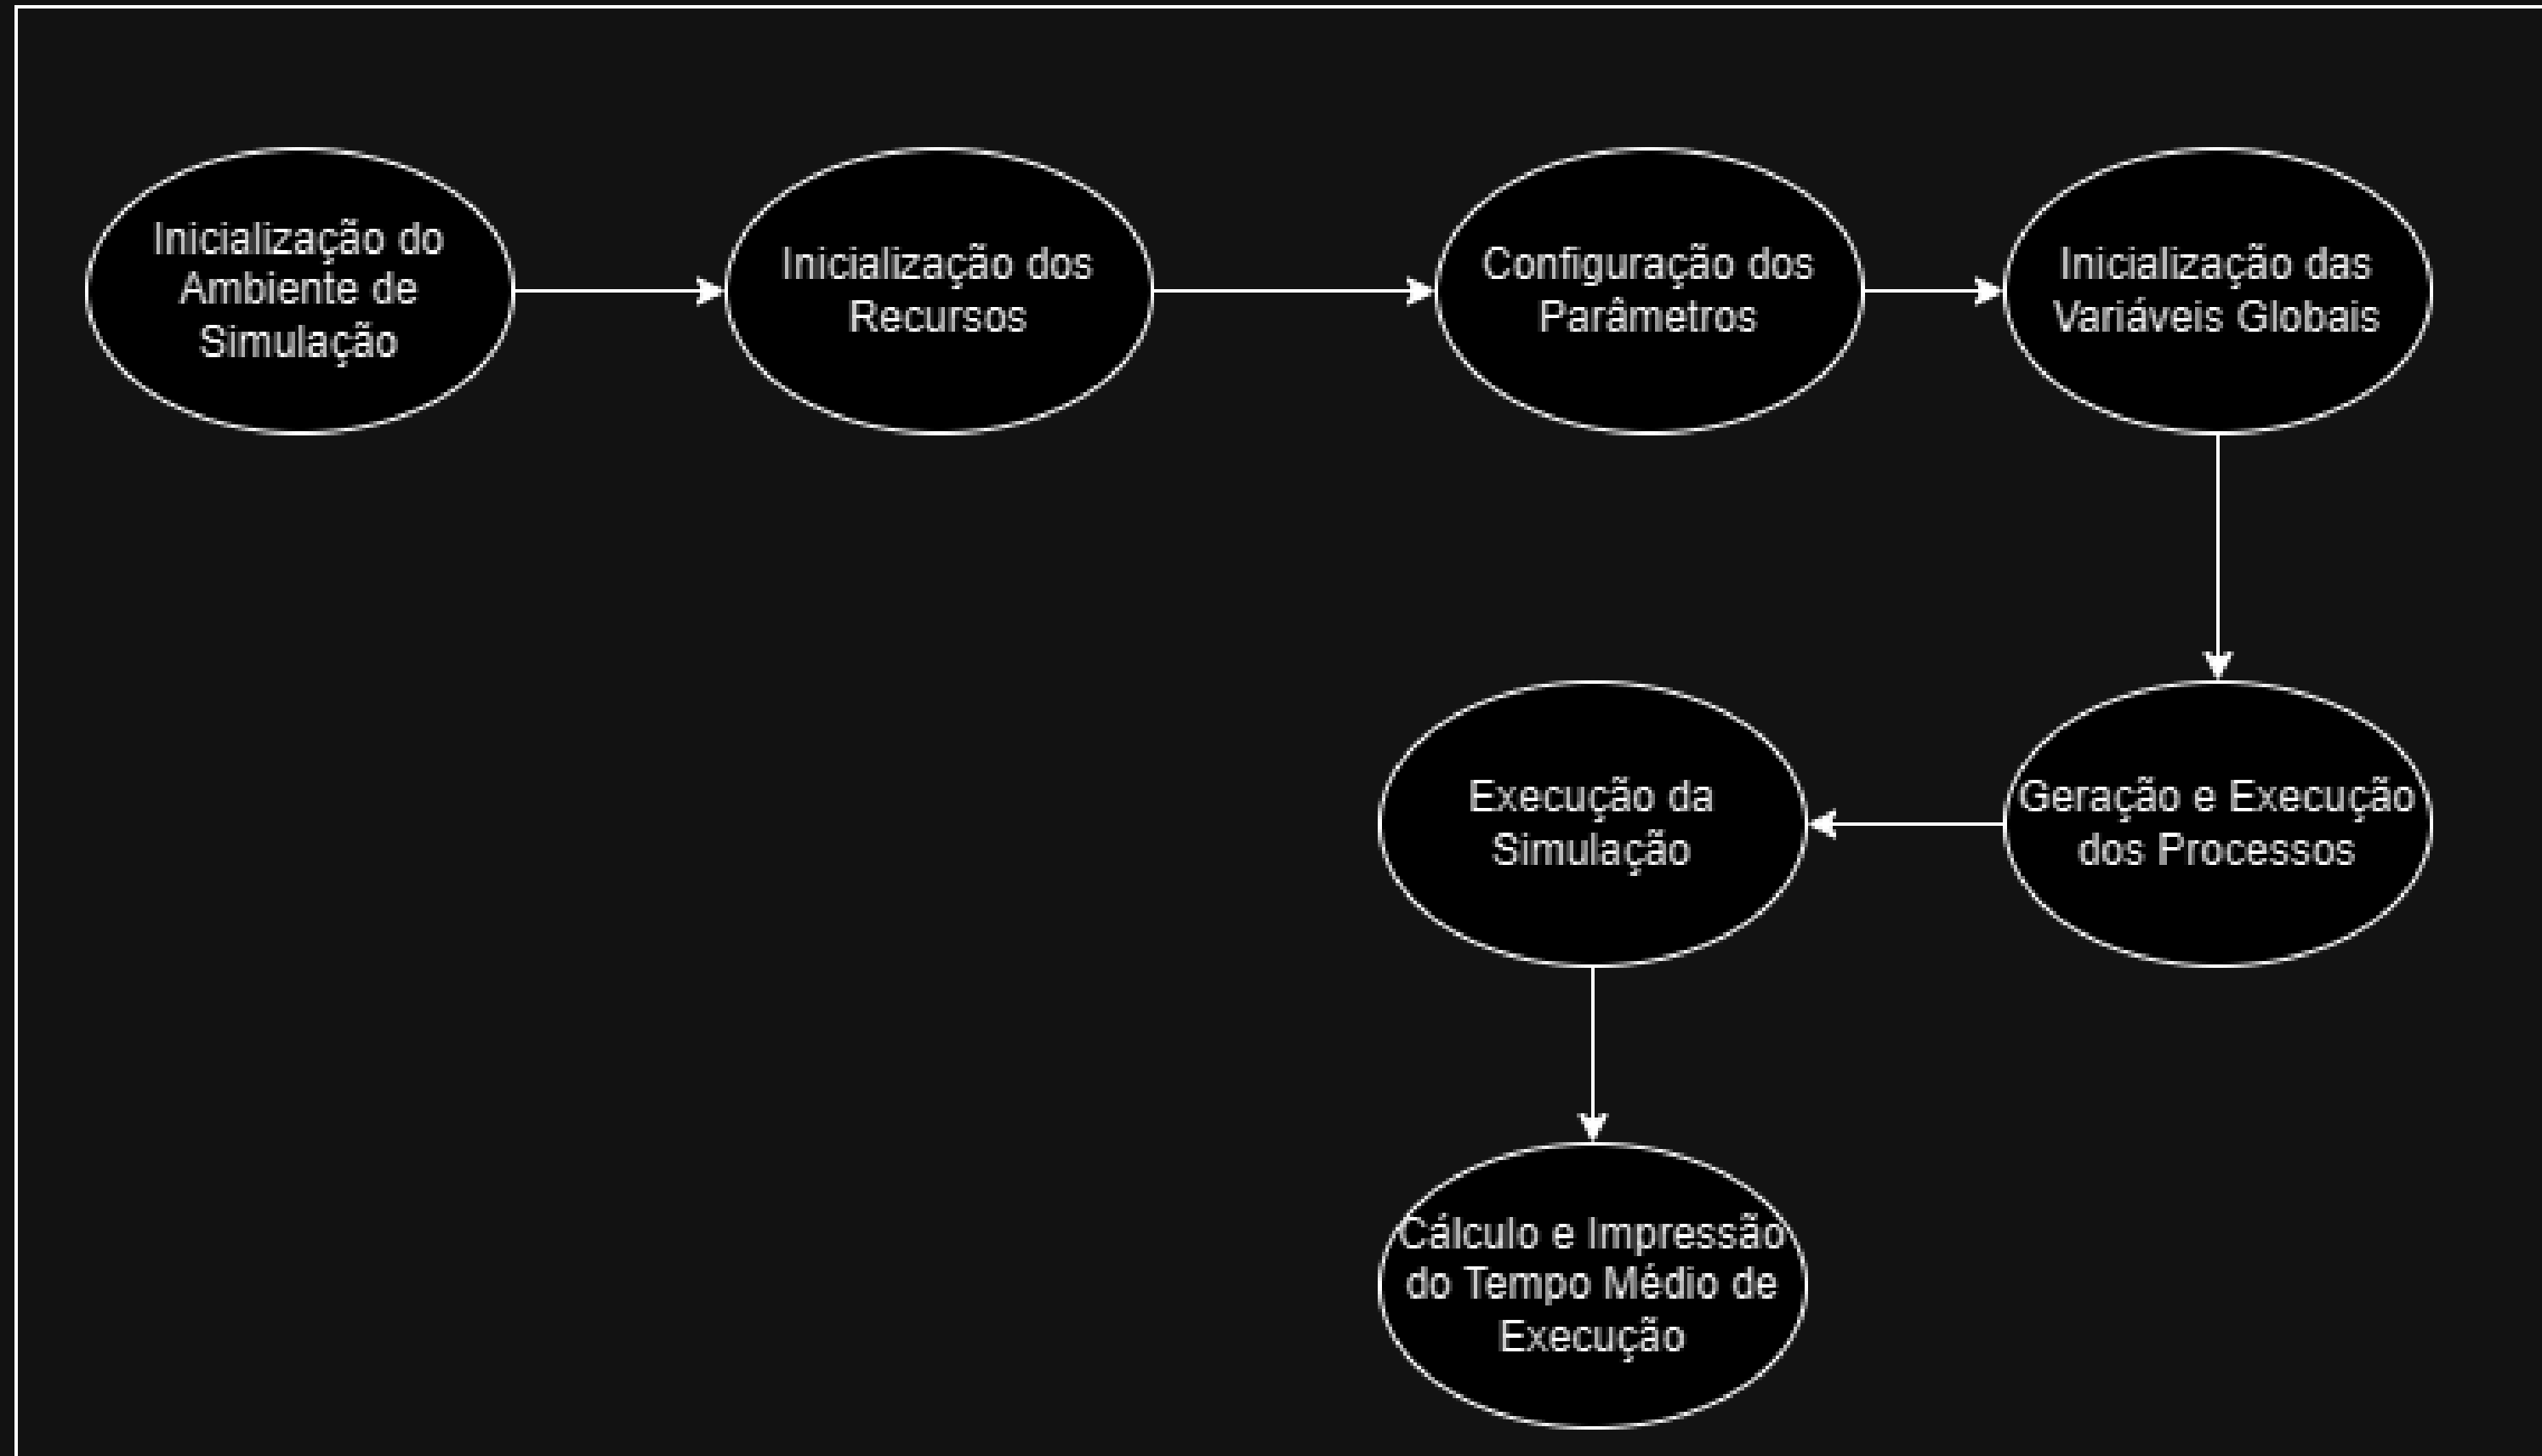 Inicialização do
Ambiente de
Simulação
Inicialização dos
Recursos
Configuração dos
Parâmetros
Inicialização das
Variáveis Globais
Geração e Execução
dos Processos
Execução da
Simulação
Cálculo e Impressão
do Tempo Médio de
Execução